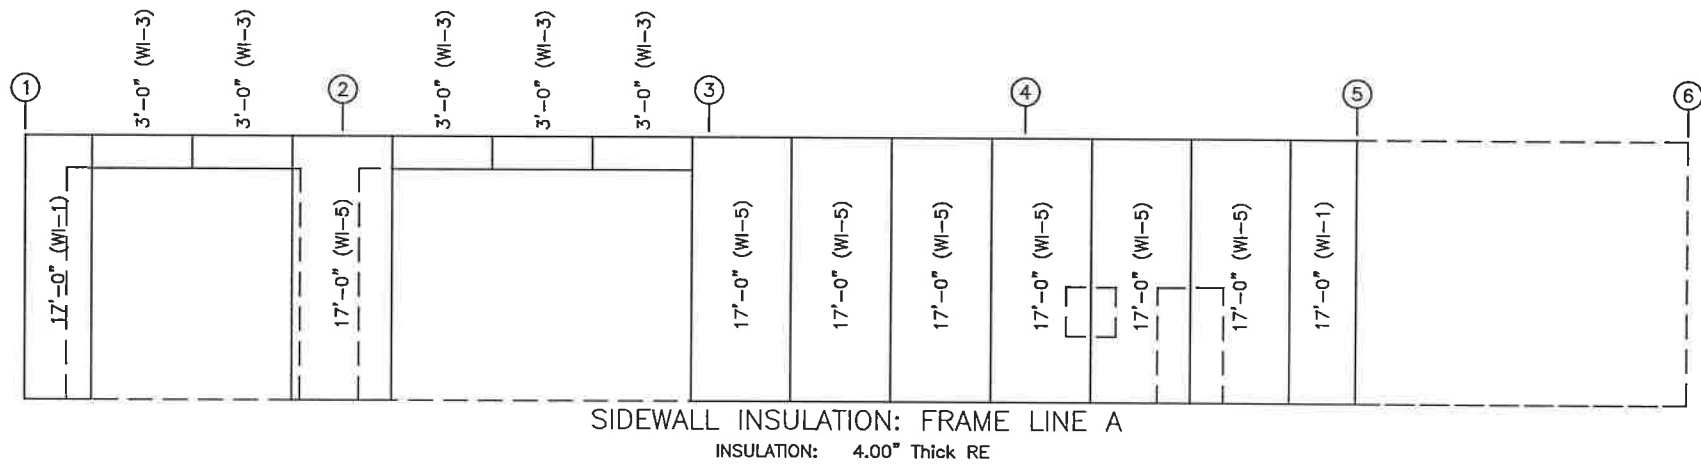 3'-0" (WI-3)
3'-0" (WI-3)
3'-0" (WI-3)
3'-0" (WI-3)
3'-0" (WI-3)
1
2
3
4
5
6
17'-0" (WI-1)
17'-0" (WI-5)
17'-0" (WI-5)
17'-0" (WI-5)
17'-0" (WI-5)
17'-0" (WI-5)
17'-0" (WI-5)
17'-0" (WI-5)
17'-0" (WI-1)
SIDEWALL INSULATION: FRAME LINE A
INSULATION: 4.00" Thick RE